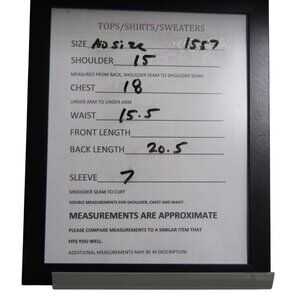 TOPS/SHIRTS/SWEATERS
SIZE No size 1557
SHOULDER 15
MEASURED FROM BACK, SHOULDER SEAM TO SHOULDER SEAM.
CHEST 18
UNDER ARM TO UNDER ARM
WAIST 15.5
FRONT LENGTH
BACK LENGTH 20.5
SLEEVE 7
SHOULDER SEAM TO CUFF
DOUBLE MEASUREMENTS FOR SHOULDER, CHEST AND WAIST.
MEASUREMENTS ARE APPROXIMATE
PLEASE COMPARE MEASUREMENTS TO A SIMILAR ITEM THAT
FITS YOU WELL.
ADDITIONAL MEASUREMENTS MAY BE IN DESCRIPTION.